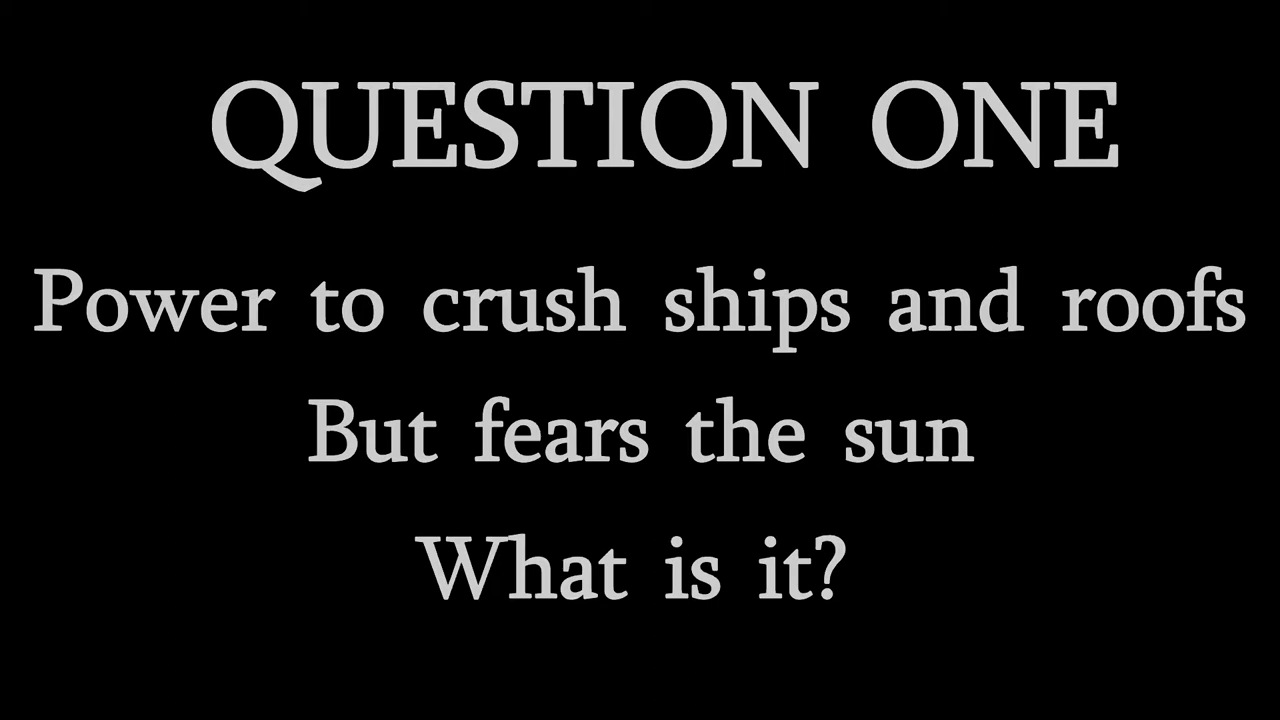 QUESTION ONE
Power to crush ships and roofs
But fears the sun
What is it?